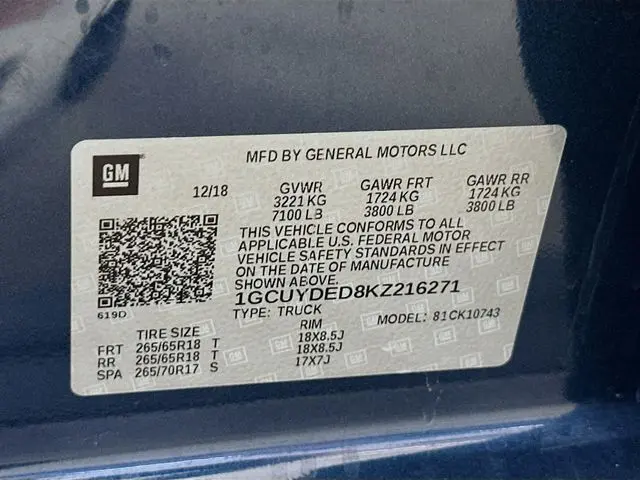 GM
MFD BY GENERAL MOTORS LLC
12/18 GVWR GAWR FRT GAWR RR
3221 KG 1724 KG 1724 KG
7100 LB 3800 LB 3800 LB
THIS VEHICLE CONFORMS TO ALL
APPLICABLE U.S. FEDERAL MOTOR
VEHICLE SAFETY STANDARDS IN EFFECT
ON THE DATE OF MANUFACTURE
SHOWN ABOVE.
1GCUYDED8KZ216271
619D
TYPE: TRUCK MODEL: 81CK10743
TIRE SIZE RIM
FRT 265/65R18 T 18X8.5J
RR 265/65R18 T 18X8.5J
SPA 265/70R17 S 17X7J